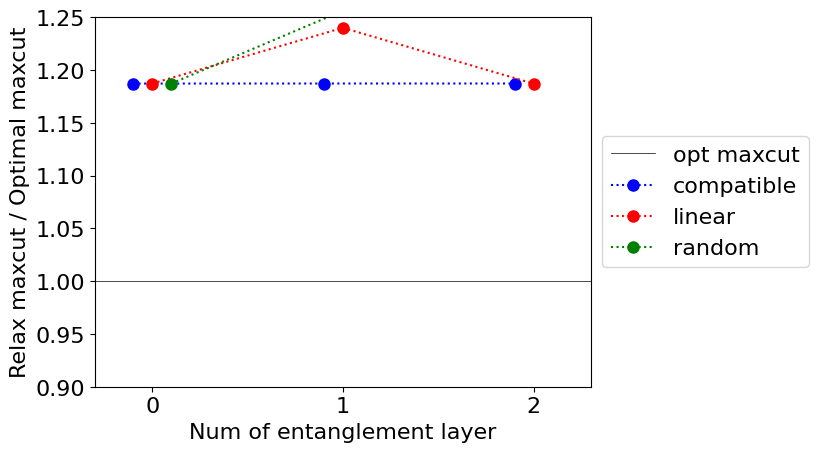 1.25
1.20
1.15
1.10
1.05
1.00
0.95
0.90
Relax maxcut / Optimal maxcut
0 1 2
Num of entanglement layer
opt maxcut
compatible
linear
random